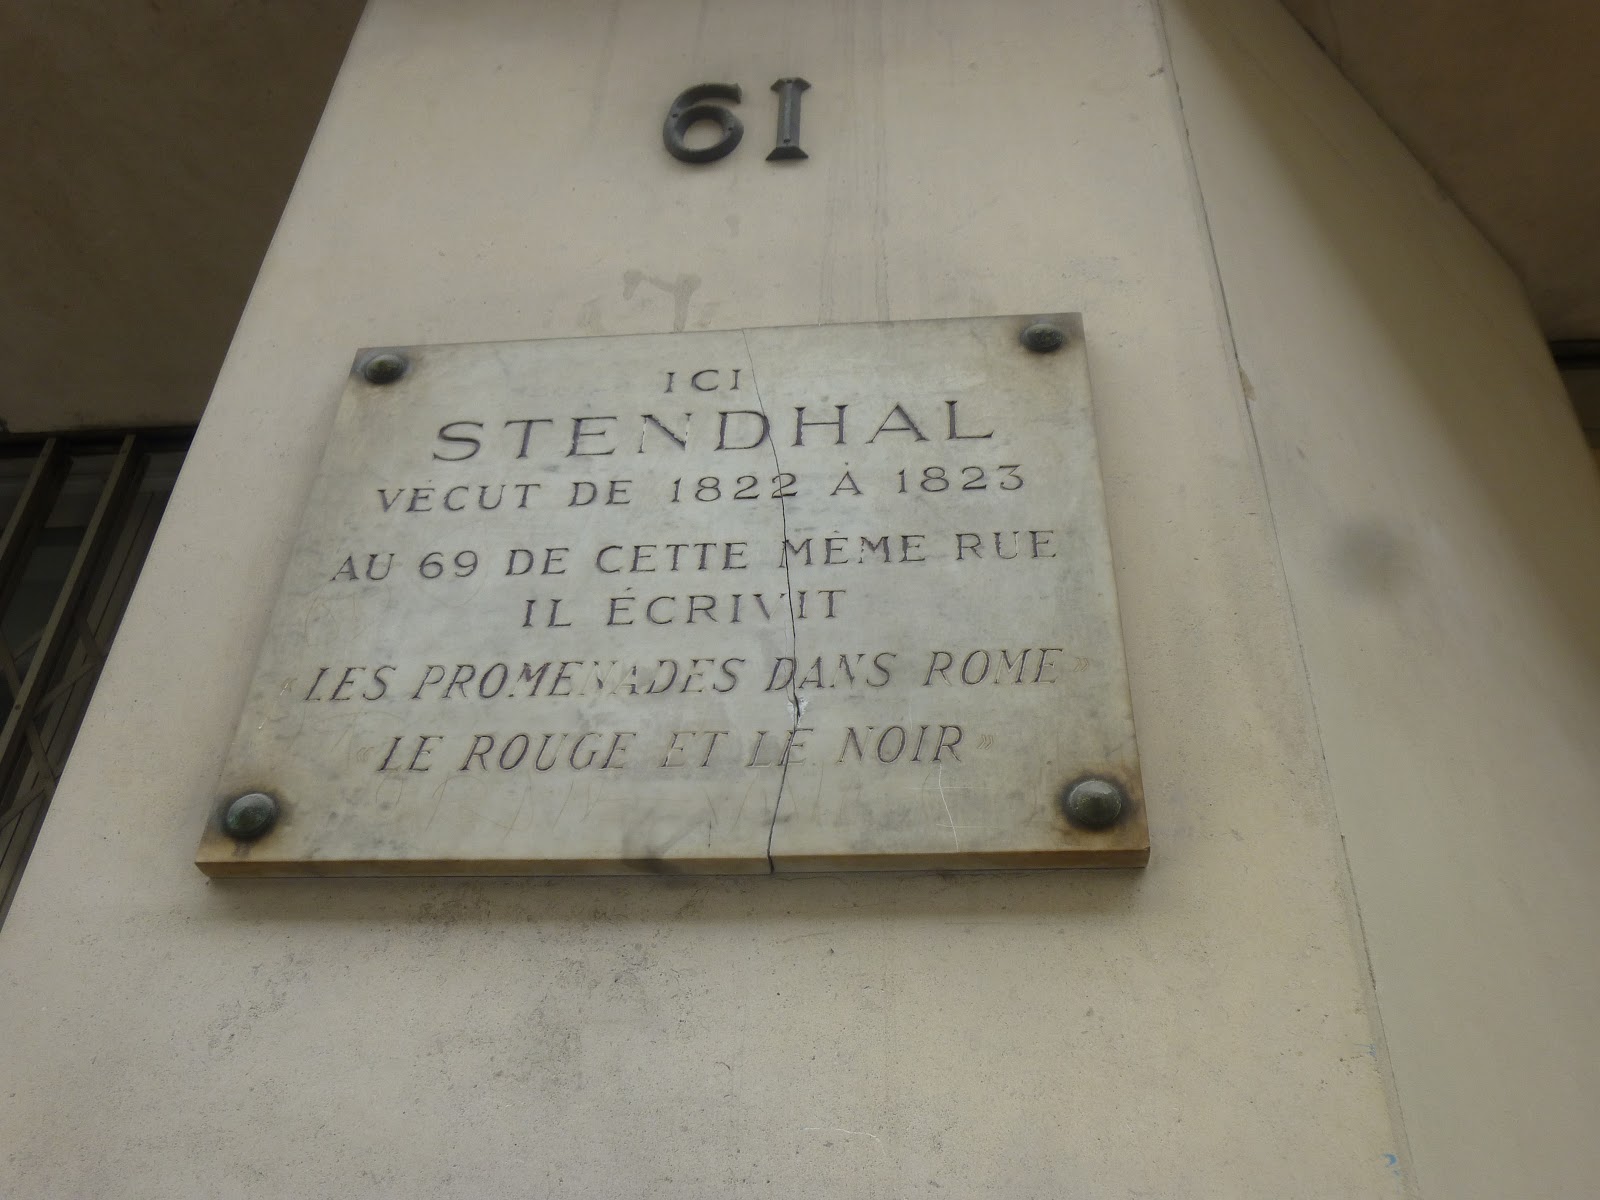 61
ICI
STENDHAL
VÉCUT DE 1822 À 1823
AU 69 DE CETTE MÊME RUE
IL ÉCRIVIT
«LES PROMENADES DANS ROME»
«LE ROUGE ET LE NOIR»